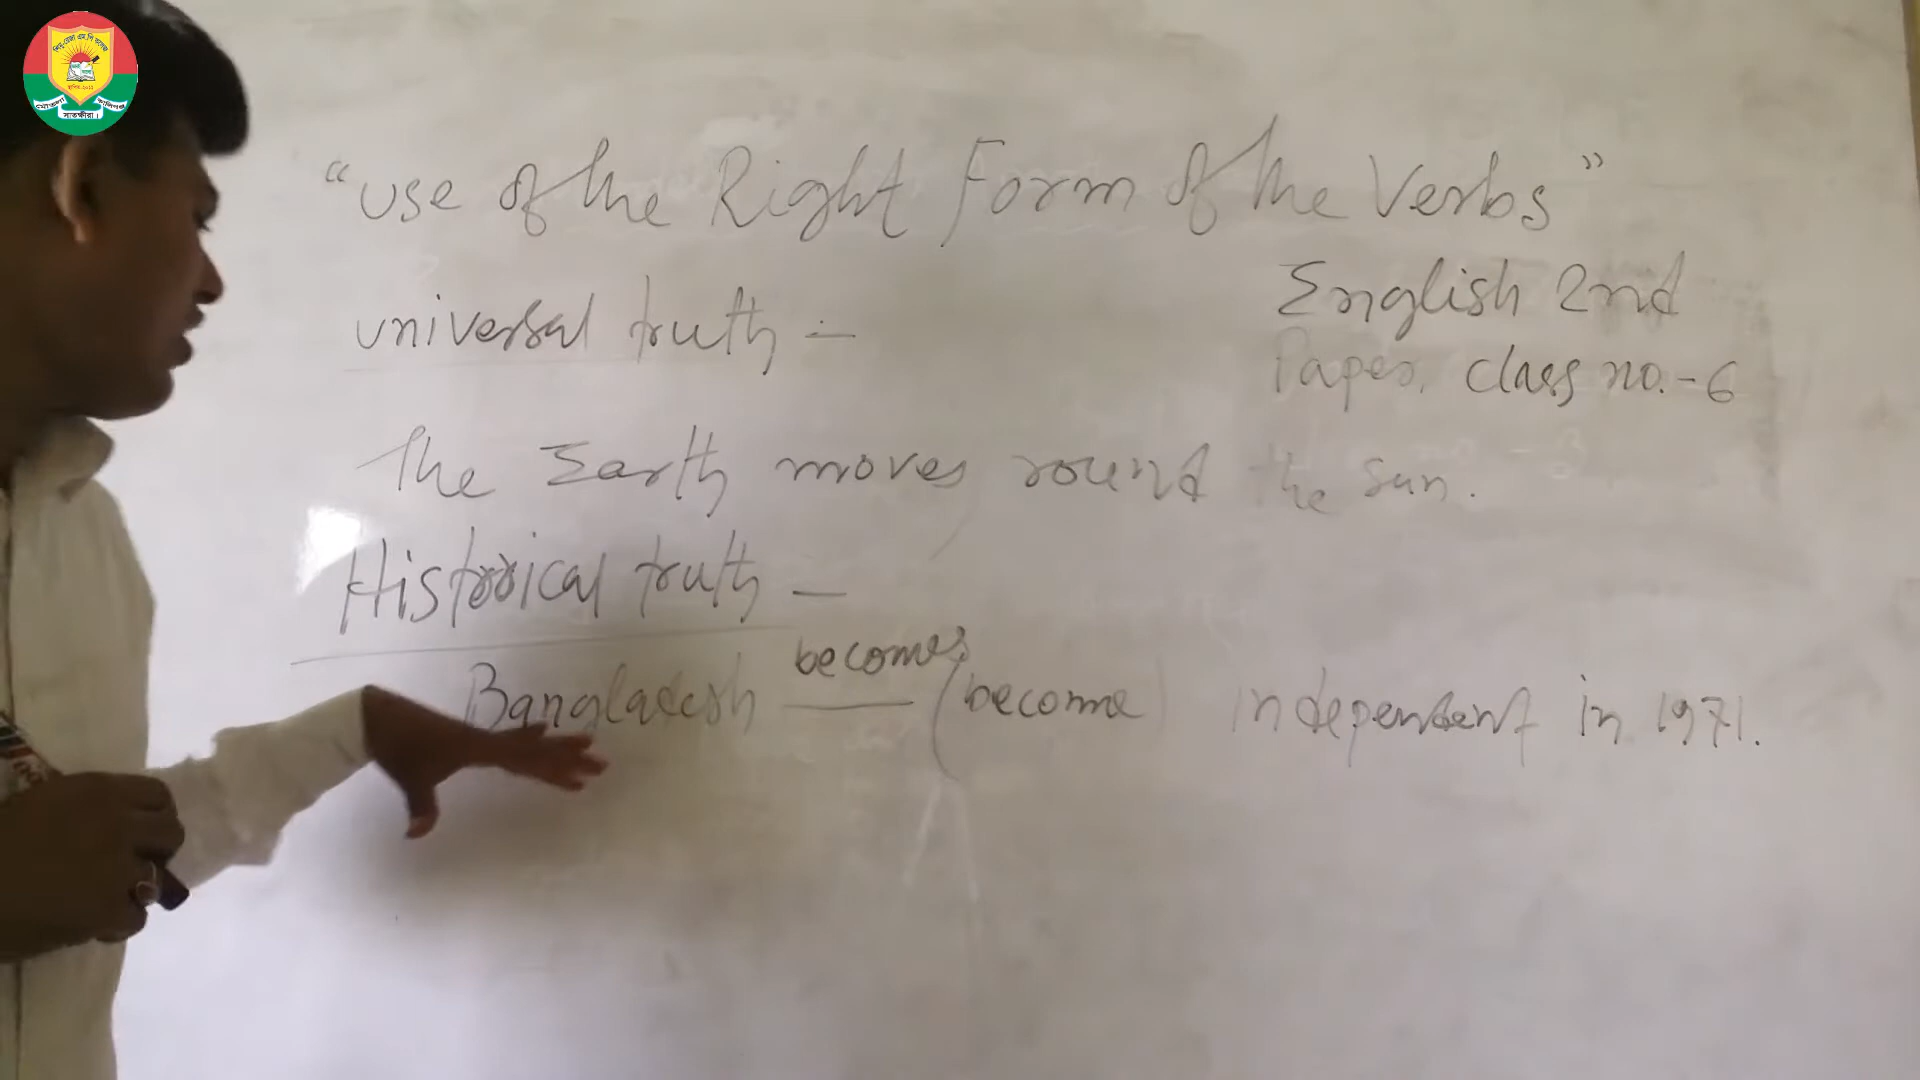 "Use of the Right Form of the Verbs"
universal truth —
English 2nd
Paper, Class no.-6
The Earth moves round the sun.
Historical truth —
becomes
Bangladesh —— (become) independent in 1971.
সাতক্ষীরা।